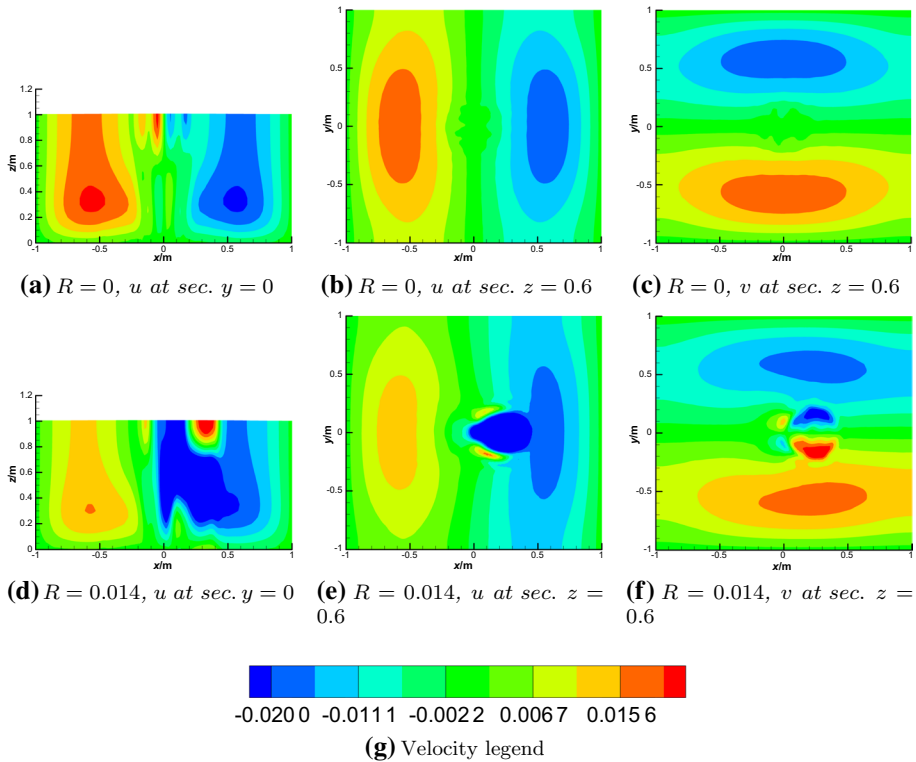 1
0.5
0
-0.5
-1
y/m
-1 -0.5 0 0.5 1
x/m
1
0.5
0
-0.5
-1
y/m
-1 -0.5 0 0.5 1
x/m
1.2
1
0.8
0.6
0.4
0.2
0
z/m
-1 -0.5 0 0.5 1
x/m
(a) R = 0, u at sec. y = 0
(b) R = 0, u at sec. z = 0.6
(c) R = 0, v at sec. z = 0.6
1.2
1
0.8
0.6
0.4
0.2
0
z/m
-1 -0.5 0 0.5 1
x/m
1
0.5
0
-0.5
-1
y/m
-1 -0.5 0 0.5 1
x/m
1
0.5
0
-0.5
-1
y/m
-1 -0.5 0 0.5 1
x/m
(d) R = 0.014, u at sec. y = 0
(e) R = 0.014, u at sec. z =
0.6
(f) R = 0.014, v at sec. z =
0.6
-0.0200 -0.0111 -0.0022 0.0067 0.0156
(g) Velocity legend